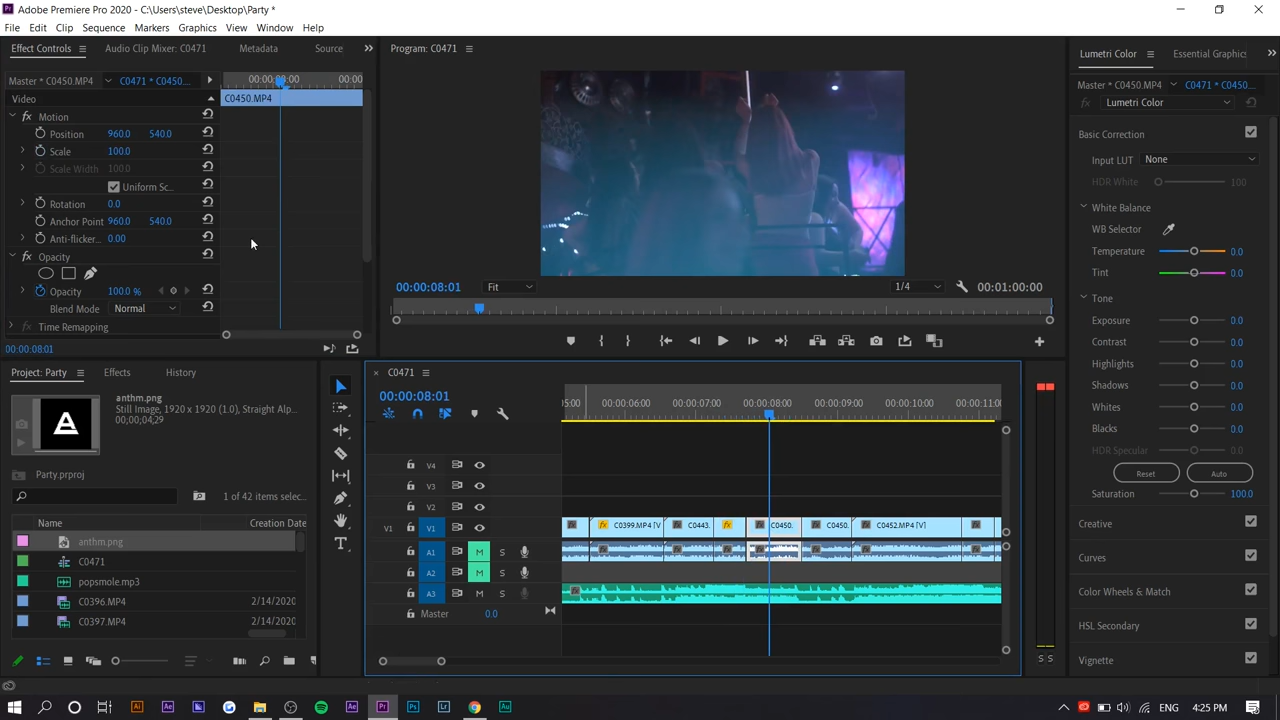 Adobe Premiere Pro 2020 - C:\Users\steve\Desktop\Party *
File Edit Clip Sequence Markers Graphics View Window Help
Effect Controls Audio Clip Mixer: C0471 Metadata Source
Master * C0450.MP4 C0471 * C0450....
00:00:08:00 00:00
Video
C0450.MP4
Motion
Position 960.0 540.0
Scale 100.0
Scale Width 100.0
Uniform Sc...
Rotation 0.0
Anchor Point 960.0 540.0
Anti-flicker... 0.00
Opacity
Opacity 100.0 %
Blend Mode Normal
Time Remapping
00:00:08:01
Program: C0471
00:00:08:01 Fit 1/4 00:01:00:00
Lumetri Color Essential Graphics
Master * C0450.MP4 C0471 * C0450....
Lumetri Color
Basic Correction
Input LUT None
HDR White 100
White Balance
WB Selector
Temperature 0.0
Tint 0.0
Tone
Exposure 0.0
Contrast 0.0
Highlights 0.0
Shadows 0.0
Whites 0.0
Blacks 0.0
HDR Specular
Reset Auto
Saturation 100.0
Creative
Curves
Color Wheels & Match
HSL Secondary
Vignette
Project: Party Effects History
anthm.png
Still Image, 1920 x 1920 (1.0), Straight Alp...
00:00:04;29
Party.prproj
1 of 42 items selec...
Name Creation Date
anthm.png
C0471
popsmole.mp3
C0396.MP4 2/14/2020
C0397.MP4 2/14/2020
C0471
00:00:08:01
:05:00 00:00:06:00 00:00:07:00 00:00:08:00 00:00:09:00 00:00:10:00 00:00:11:00
V4
V3
V2
V1 V1 C0399.MP4 [V C0443. C0450. C0450. C0452.MP4 [V]
A1 M S
A2 M S
A3 M S
Master 0.0
S S
ENG 4:25 PM